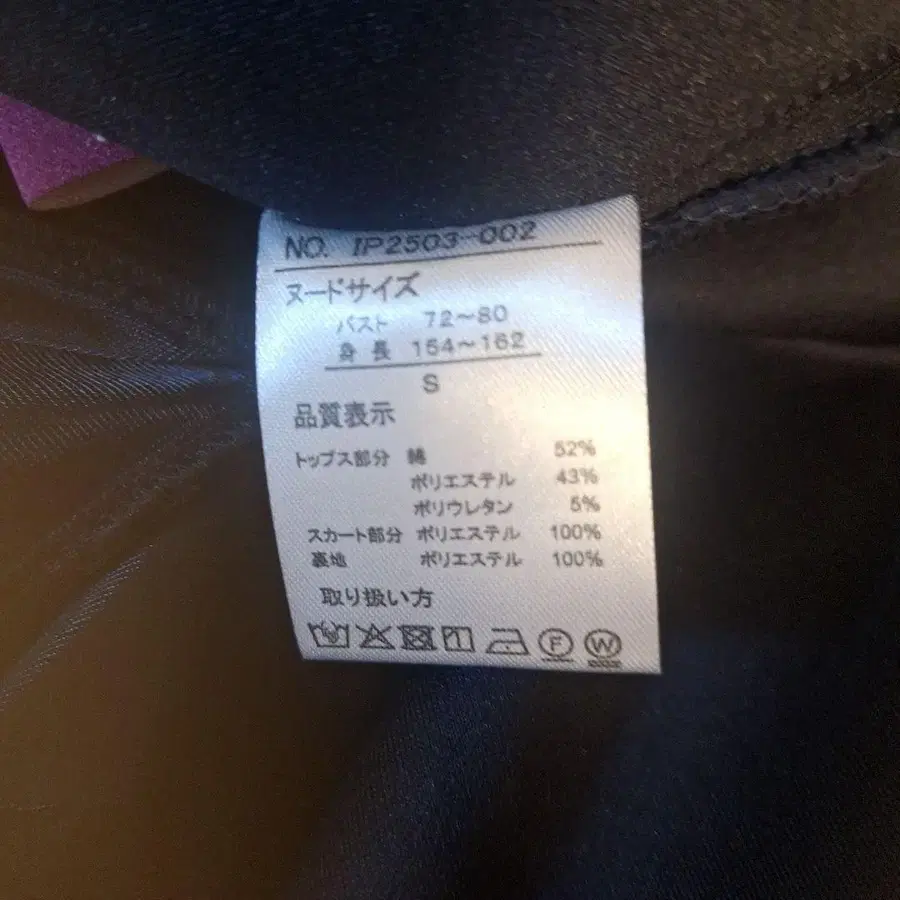 NO. IP2503-002
ヌードサイズ
バスト 72～80
身長 154～162
S
品質表示
トップス部分 綿 52%
ポリエステル 43%
ポリウレタン 5%
スカート部分 ポリエステル 100%
裏地 ポリエステル 100%
取り扱い方
F W